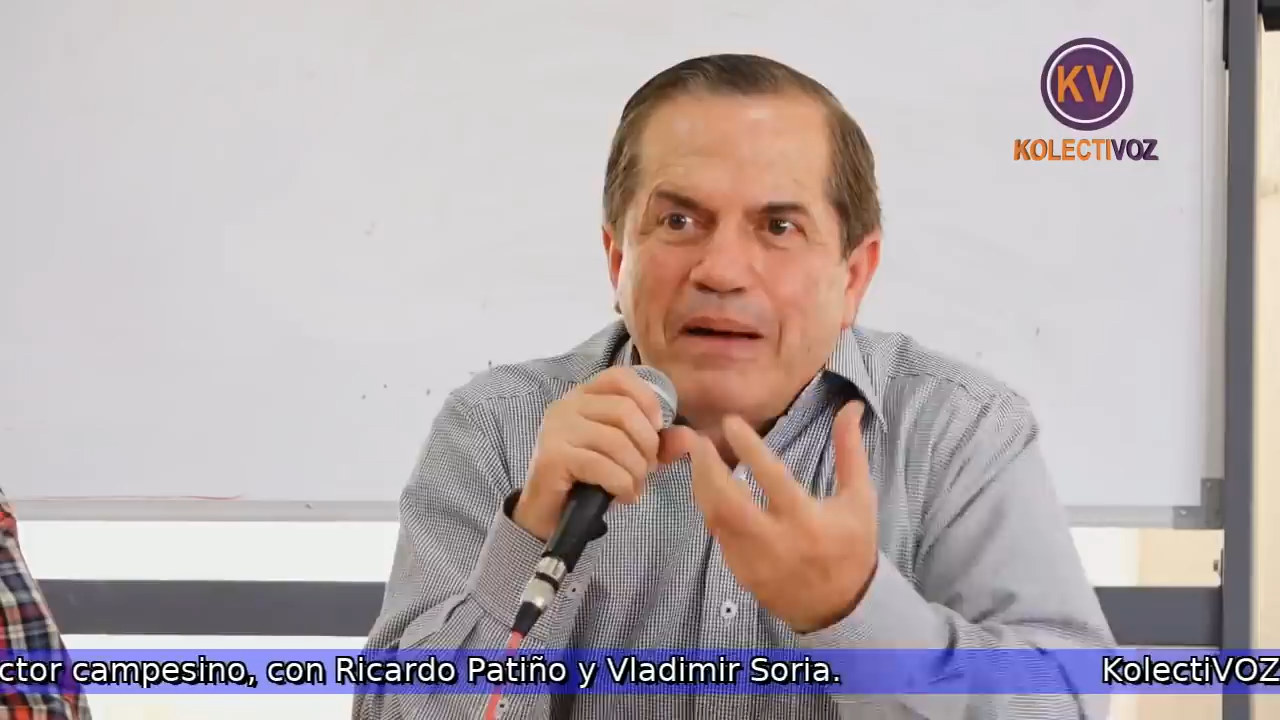 KV
KOLECTIVOZ
ctor campesino, con Ricardo Patiño y Vladimir Soria. KolectiVOZ